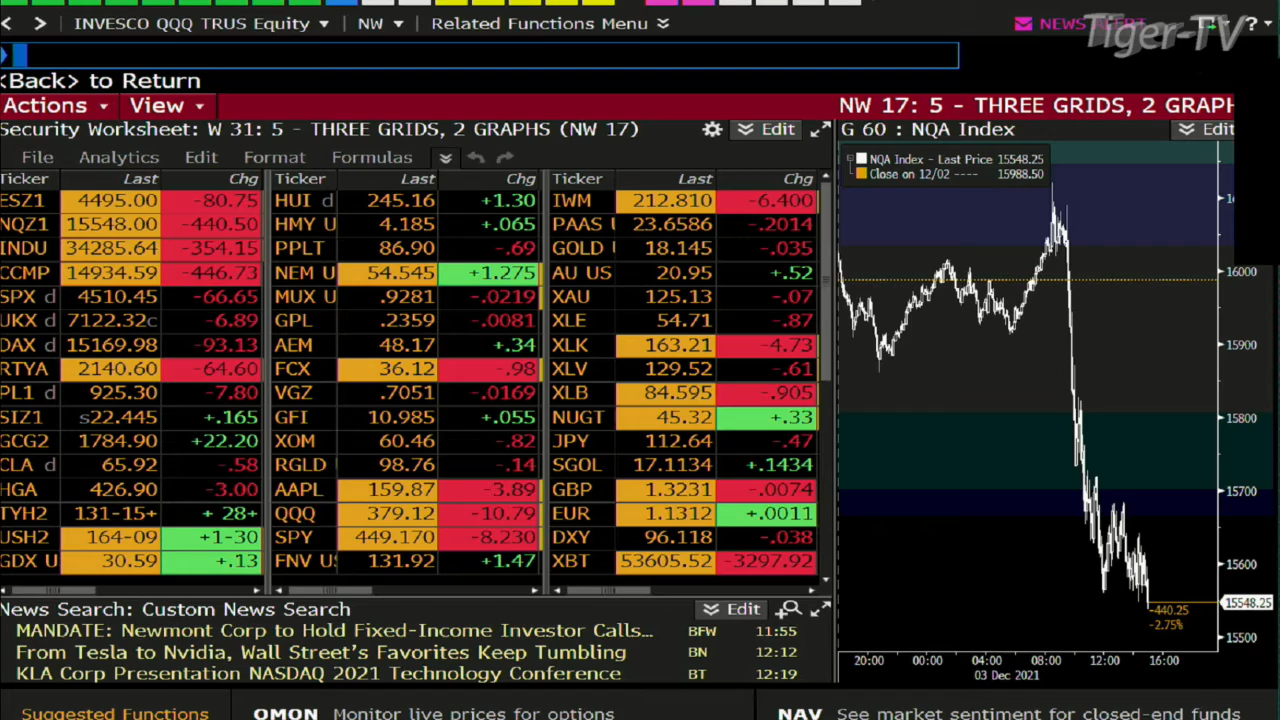 INVESCO QQQ TRUS Equity NW Related Functions Menu NEWS ALERT ?
Tiger-TV
<Back> to Return
Actions View NW 17: 5 - THREE GRIDS, 2 GRAPH
Security Worksheet: W 31: 5 - THREE GRIDS, 2 GRAPHS (NW 17) Edit G 60 : NQA Index Edit
File Analytics Edit Format Formulas
NQA Index - Last Price 15548.25
Close on 12/02 ---- 15988.50
Ticker Last Chg Ticker Last Chg Ticker Last Chg
ESZ1 4495.00 -80.75 HUI d 245.16 +1.30 IWM 212.810 -6.400
NQZ1 15548.00 -440.50 HMY U 4.185 +.065 PAAS U 23.6586 -.2014
INDU 34285.64 -354.15 PPLT 86.90 -.69 GOLD U 18.145 -.035
CCMP 14934.59 -446.73 NEM U 54.545 +1.275 AU US 20.95 +.52
SPX d 4510.45 -66.65 MUX U .9281 -.0219 XAU 125.13 -.07
UKX d 7122.32c -6.89 GPL .2359 -.0081 XLE 54.71 -.87
DAX d 15169.98 -93.13 AEM 48.17 +.34 XLK 163.21 -4.73
RTYA 2140.60 -64.60 FCX 36.12 -.98 XLV 129.52 -.61
PL1 d 925.30 -7.80 VGZ .7051 -.0169 XLB 84.595 -.905
SIZ1 s22.445 +.165 GFI 10.985 +.055 NUGT 45.32 +.33
GCG2 1784.90 +22.20 XOM 60.46 -.82 JPY 112.64 -.47
CLA d 65.92 -.58 RGLD 98.76 -.14 SGOL 17.1134 +.1434
HGA 426.90 -3.00 AAPL 159.87 -3.89 GBP 1.3231 -.0074
TYH2 131-15+ + 28+ QQQ 379.12 -10.79 EUR 1.1312 +.0011
USH2 164-09 +1-30 SPY 449.170 -8.230 DXY 96.118 -.038
GDX U 30.59 +.13 FNV US 131.92 +1.47 XBT 53605.52 -3297.92
16000
15900
15800
15700
15600
15548.25
-440.25
-2.75%
15500
20:00 00:00 04:00 08:00 12:00 16:00
03 Dec 2021
News Search: Custom News Search Edit
MANDATE: Newmont Corp to Hold Fixed-Income Investor Calls... BFW 11:55
From Tesla to Nvidia, Wall Street's Favorites Keep Tumbling BN 12:12
KLA Corp Presentation NASDAQ 2021 Technology Conference BT 12:19
Suggested Functions OMON Monitor live prices for options NAV See market sentiment for closed-end funds